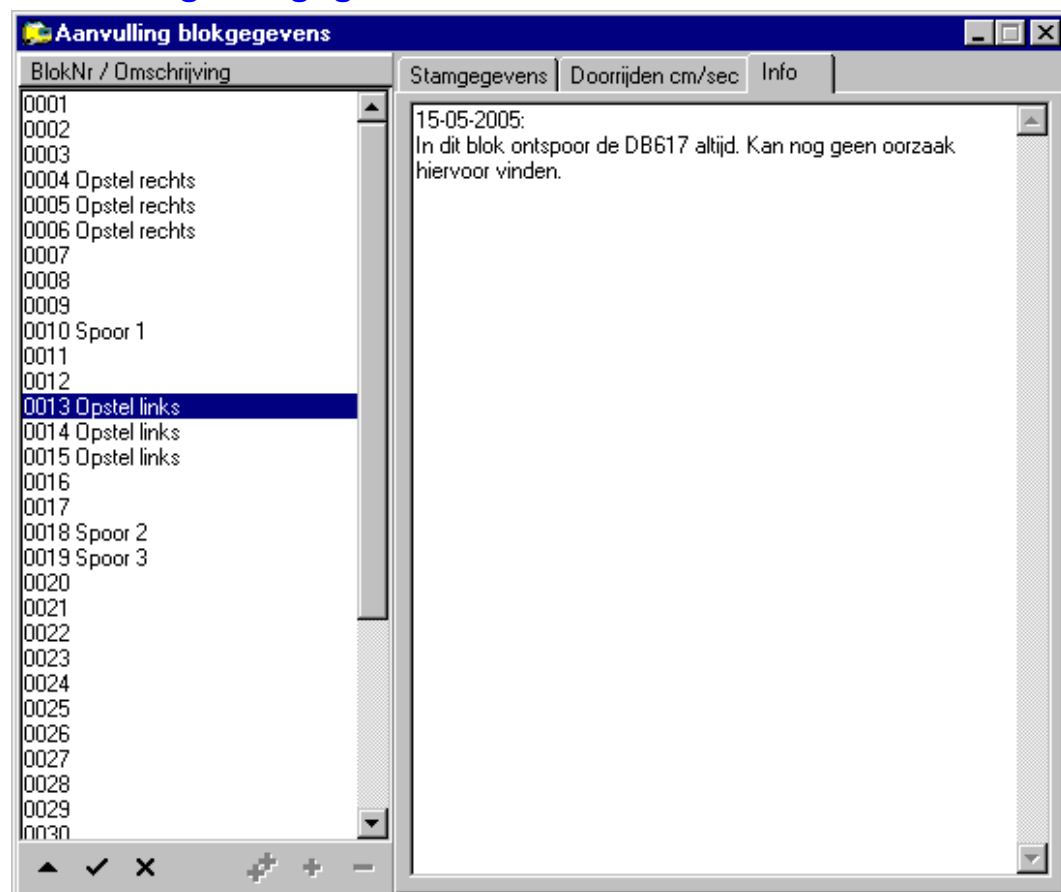 Aanvulling blokgegevens
BlokNr / Omschrijving
Stamgegevens Doorrijden cm/sec Info
0001
0002
0003
0004 Opstel rechts
0005 Opstel rechts
0006 Opstel rechts
0007
0008
0009
0010 Spoor 1
0011
0012
0013 Opstel links
0014 Opstel links
0015 Opstel links
0016
0017
0018 Spoor 2
0019 Spoor 3
0020
0021
0022
0023
0024
0025
0026
0027
0028
0029
0030
15-05-2005:
In dit blok ontspoor de DB617 altijd. Kan nog geen oorzaak
hiervoor vinden.